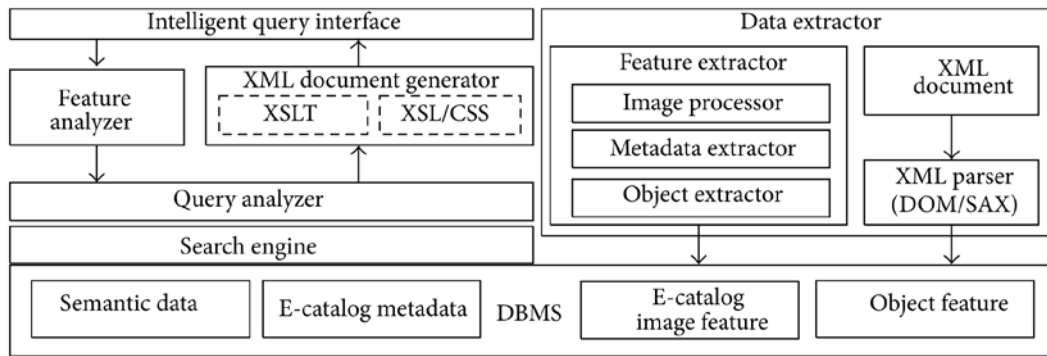 Intelligent query interface
Feature
analyzer
XML document generator
XSLT
XSL/CSS
Query analyzer
Search engine
Data extractor
Feature extractor
Image processor
Metadata extractor
Object extractor
XML
document
XML parser
(DOM/SAX)
Semantic data
E-catalog metadata
DBMS
E-catalog
image feature
Object feature